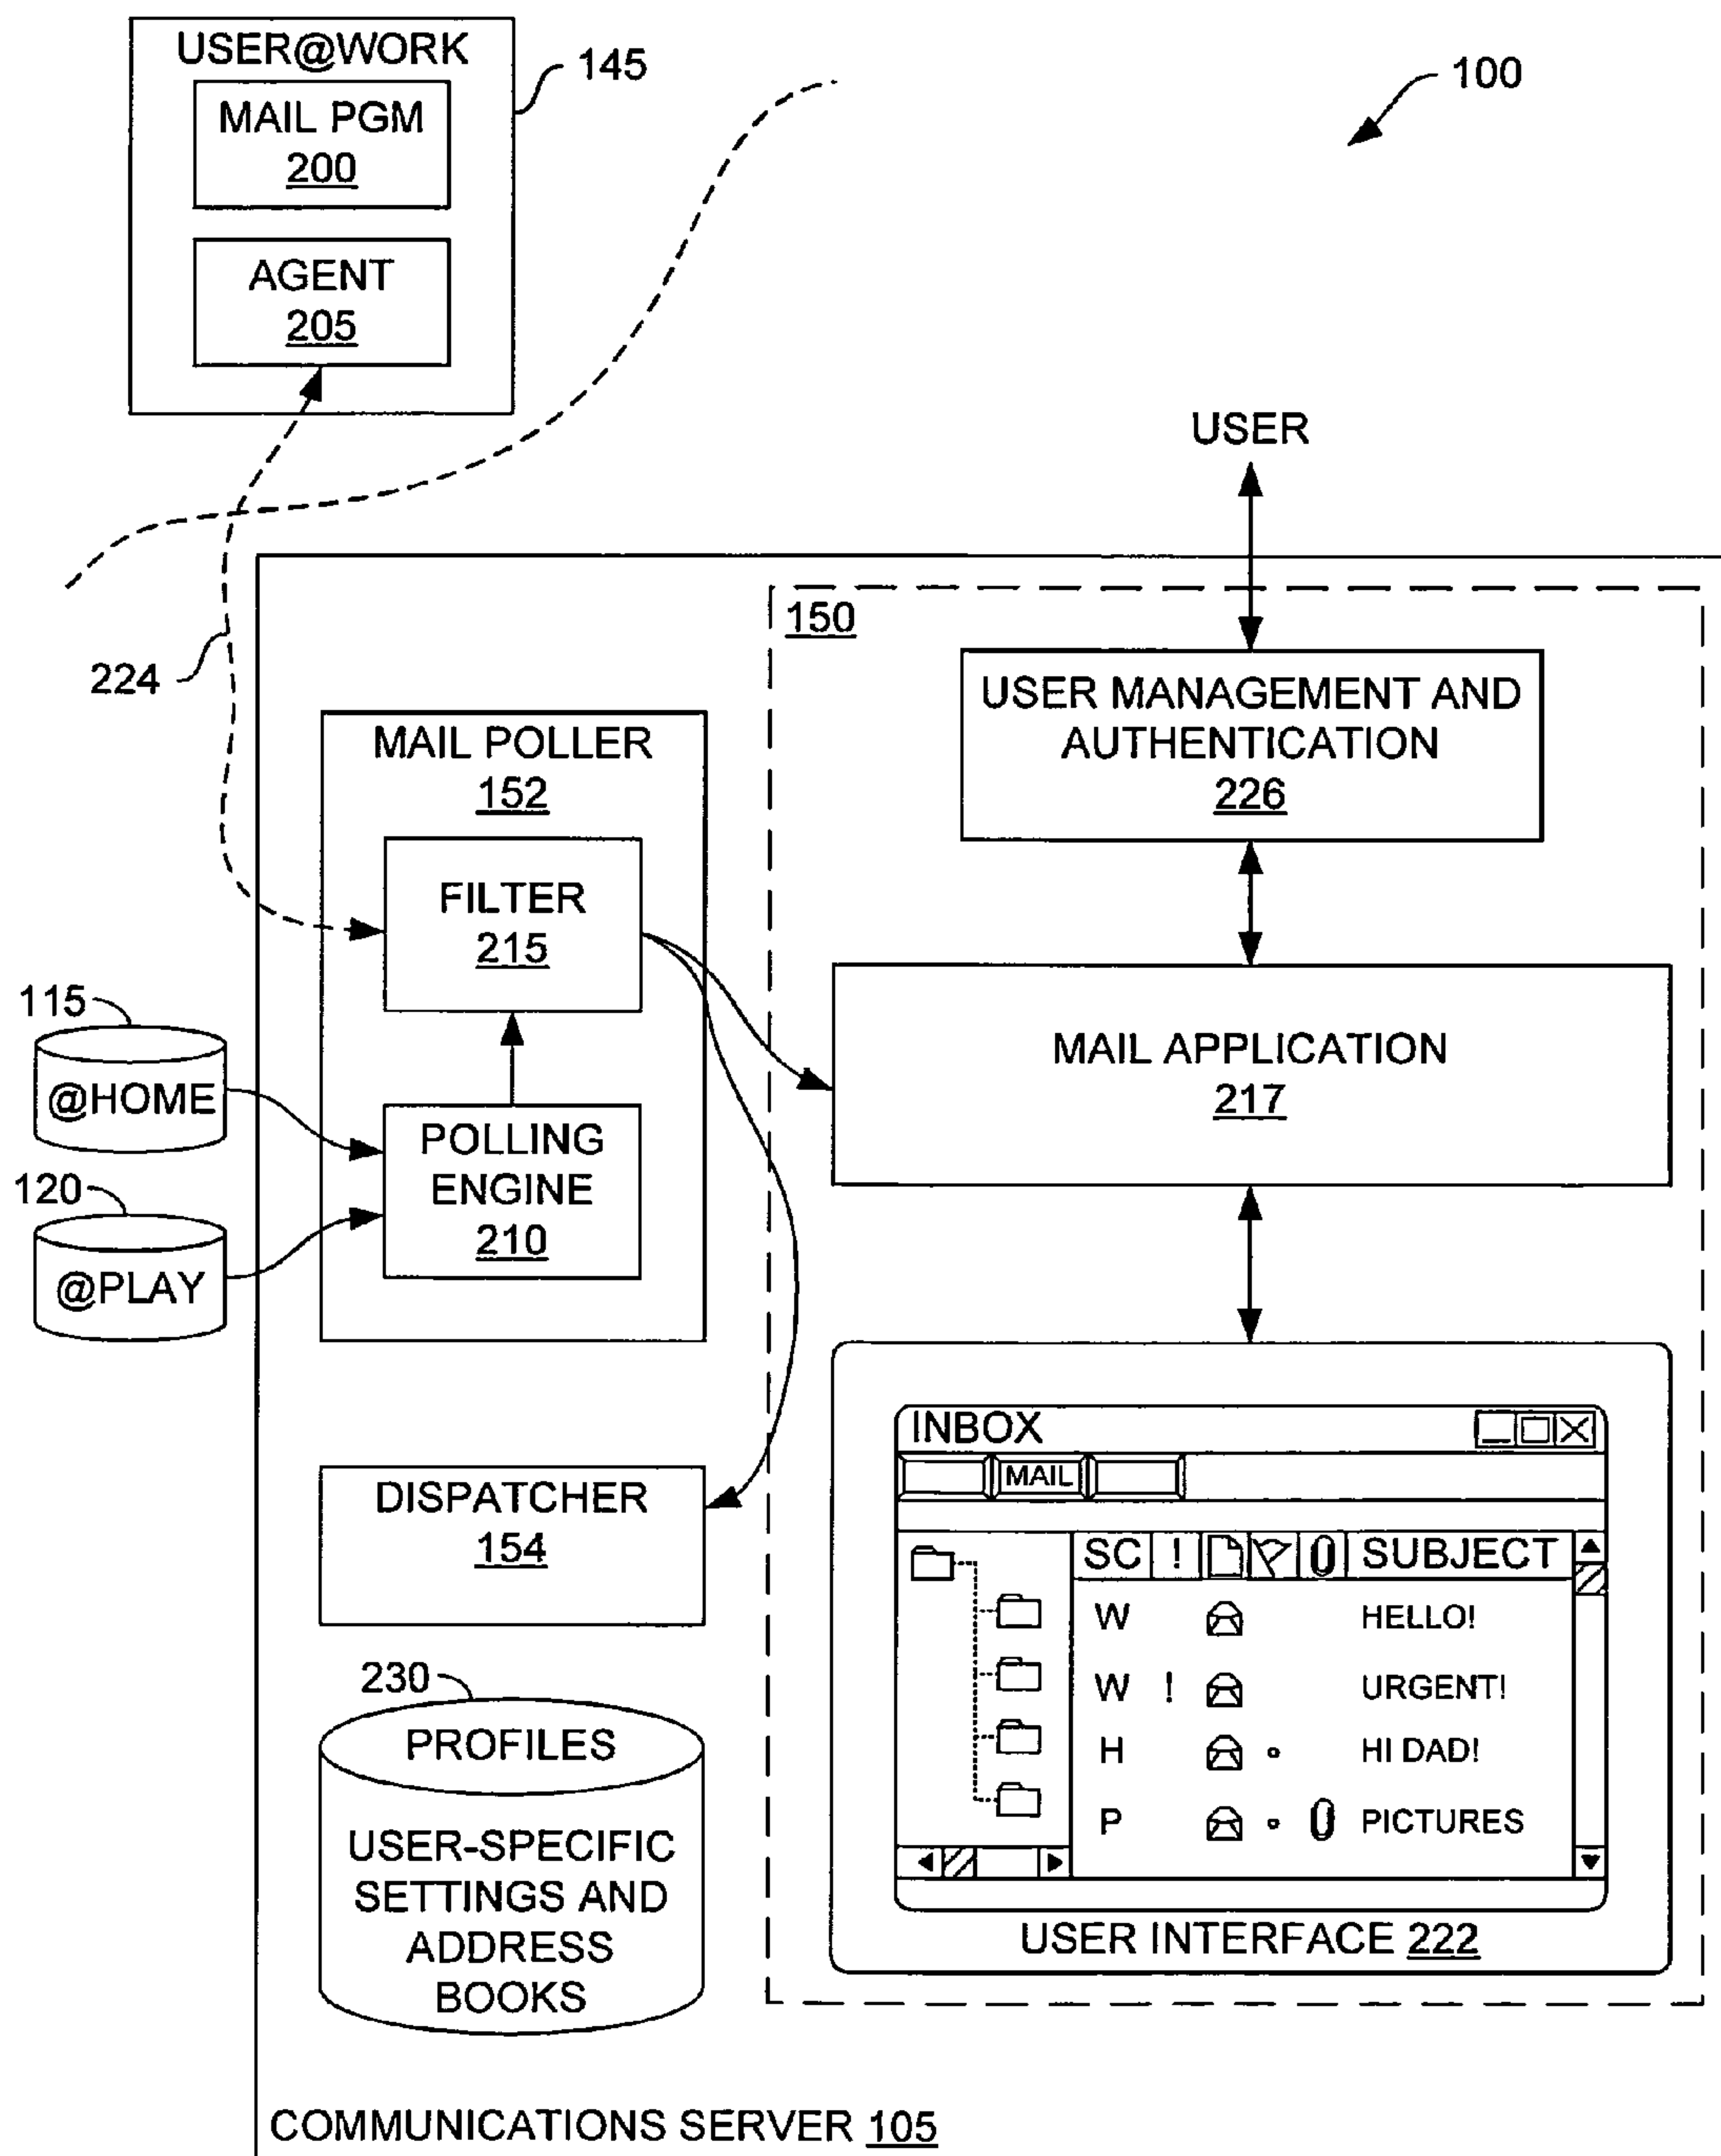 USER@WORK
145
MAIL PGM
200
AGENT
205
100
USER
224
150
USER MANAGEMENT AND
AUTHENTICATION
226
MAIL POLLER
152
FILTER
215
MAIL APPLICATION
217
115
@HOME
POLLING
ENGINE
210
120
@PLAY
INBOX
MAIL
SC ! SUBJECT
W HELLO!
W ! URGENT!
H HI DAD!
P PICTURES
USER INTERFACE 222
DISPATCHER
154
230
PROFILES
USER-SPECIFIC
SETTINGS AND
ADDRESS
BOOKS
COMMUNICATIONS SERVER 105